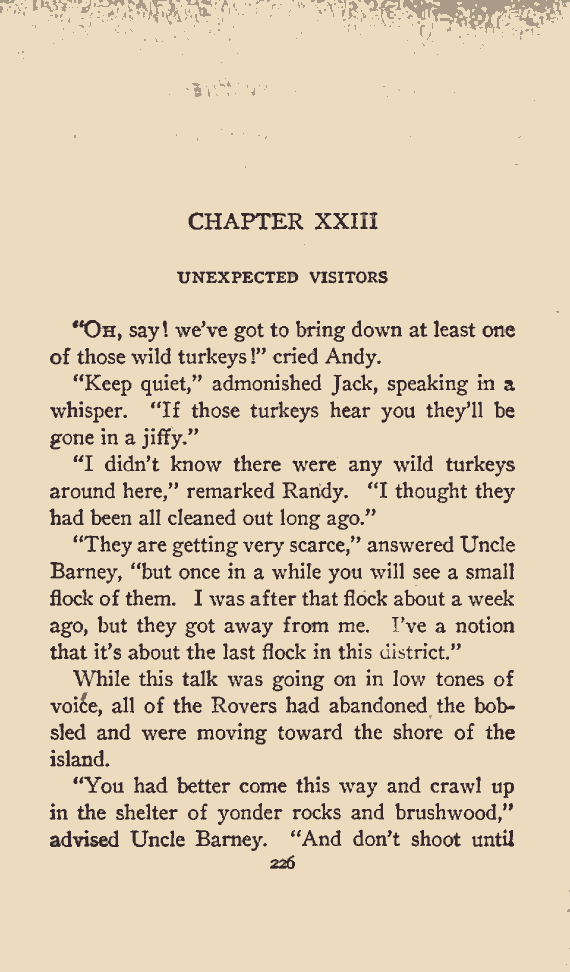 CHAPTER XXIII
UNEXPECTED VISITORS
“OH, say! we’ve got to bring down at least one
of those wild turkeys!” cried Andy.
“Keep quiet,” admonished Jack, speaking in a
whisper. “If those turkeys hear you they’ll be
gone in a jiffy.”
“I didn’t know there were any wild turkeys
around here,” remarked Randy. “I thought they
had been all cleaned out long ago.”
“They are getting very scarce,” answered Uncle
Barney, “but once in a while you will see a small
flock of them. I was after that flock about a week
ago, but they got away from me. I’ve a notion
that it’s about the last flock in this district.”
While this talk was going on in low tones of
voice, all of the Rovers had abandoned the bob-
sled and were moving toward the shore of the
island.
“You had better come this way and crawl up
in the shelter of yonder rocks and brushwood,”
advised Uncle Barney. “And don’t shoot until
226